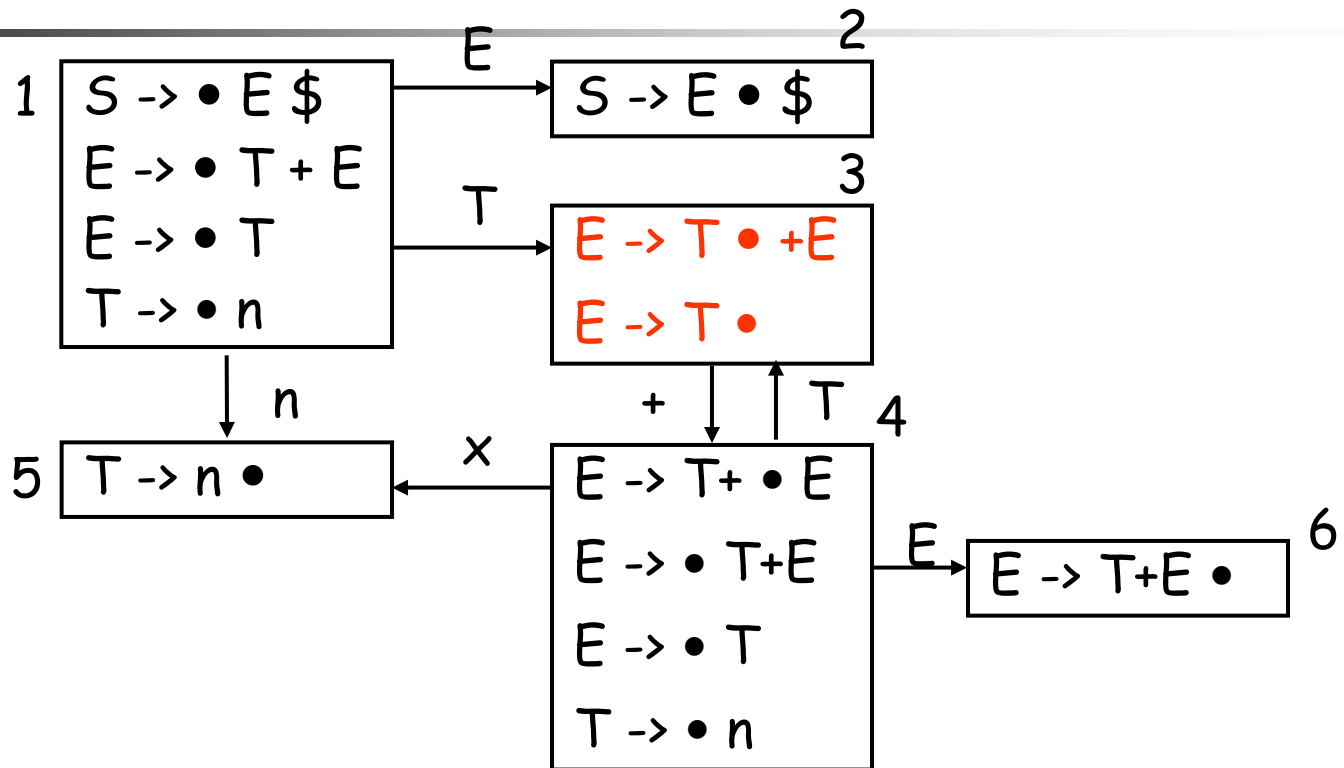 1
S -> • E $
E -> • T + E
E -> • T
T -> • n
E
2
S -> E • $
T
3
E -> T • +E
E -> T •
n
+
T
4
5
T -> n •
x
E -> T+ • E
E -> • T+E
E -> • T
T -> • n
E
6
E -> T+E •